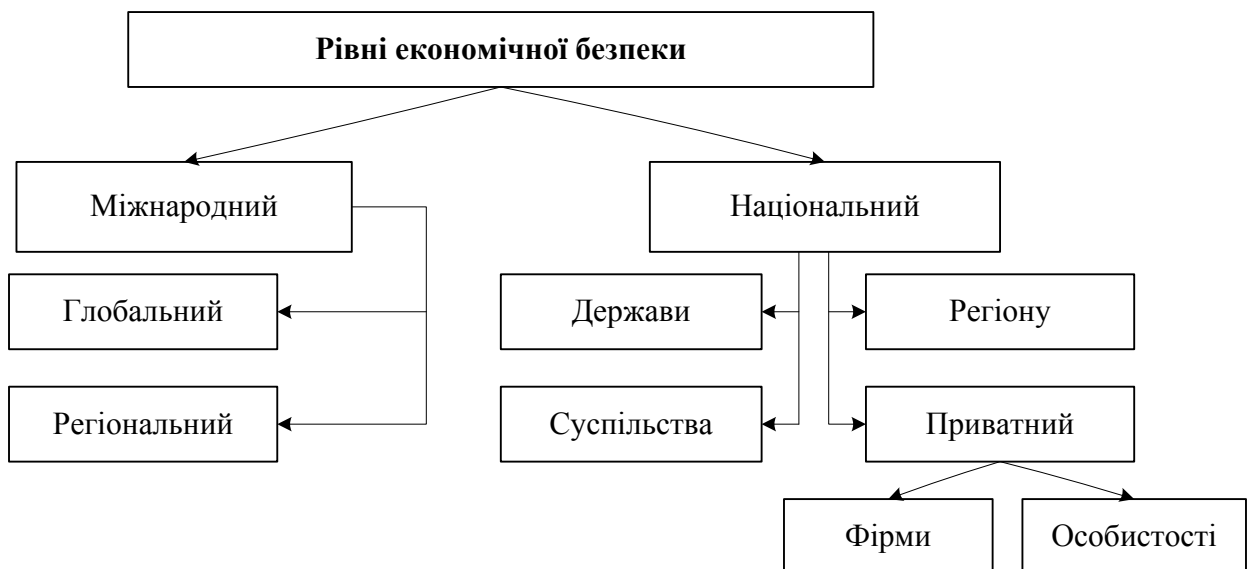 Рівні економічної безпеки
Міжнародний
Національний
Глобальний
Держави
Регіону
Регіональний
Суспільства
Приватний
Фірми
Особистості